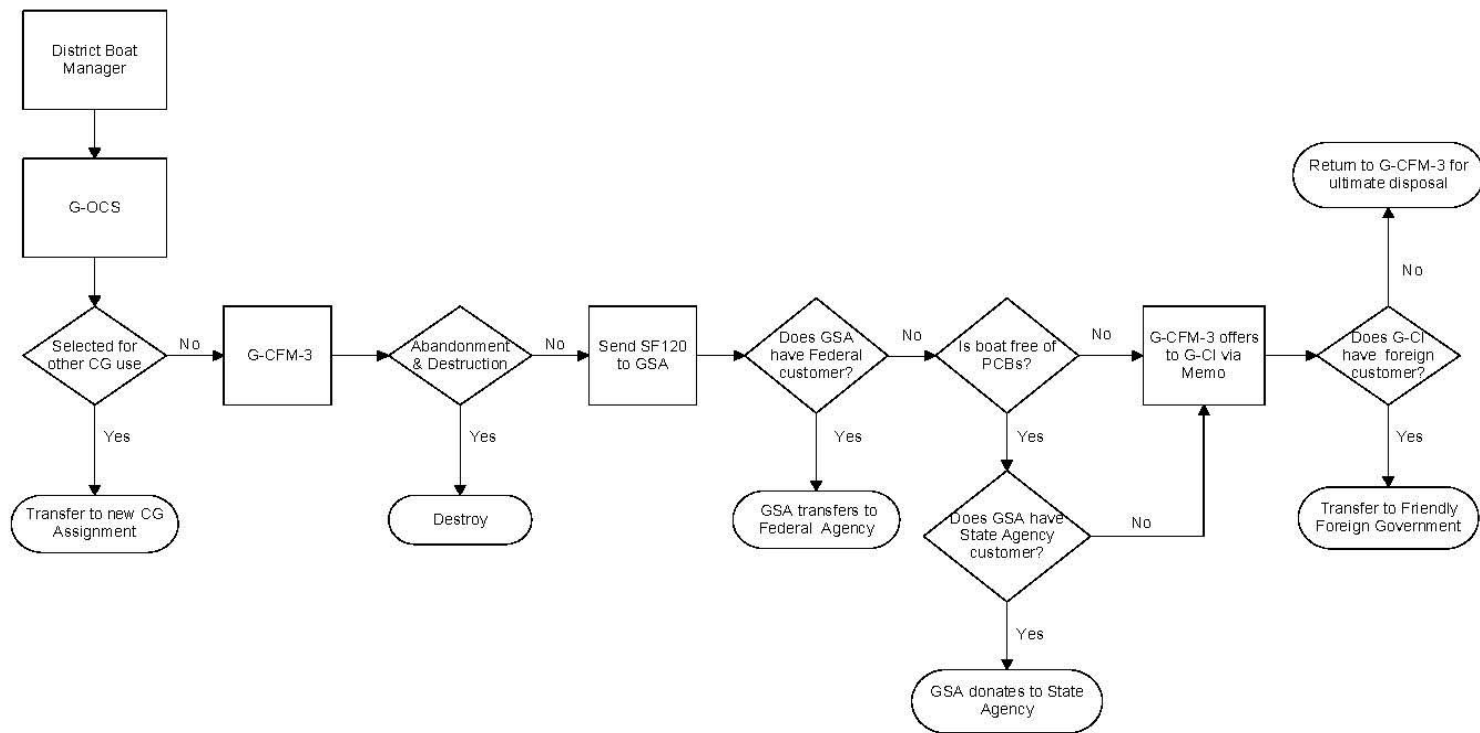 District Boat
Manager
G-OCS
Return to G-CFM-3 for
ultimate disposal
No
Selected for
other CG use
No
G-CFM-3
Abandonment
& Destruction
No
Send SF120
to GSA
Does GSA
have Federal
customer?
No
Is boat free of
PCBs?
No
G-CFM-3 offers
to G-CI via
Memo
Does G-CI
have foreign
customer?
Yes
Yes
Yes
Yes
Yes
Transfer to new CG
Assignment
Destroy
GSA transfers to
Federal Agency
Does GSA have
State Agency
customer?
No
Transfer to Friendly
Foreign Government
Yes
GSA donates to State
Agency